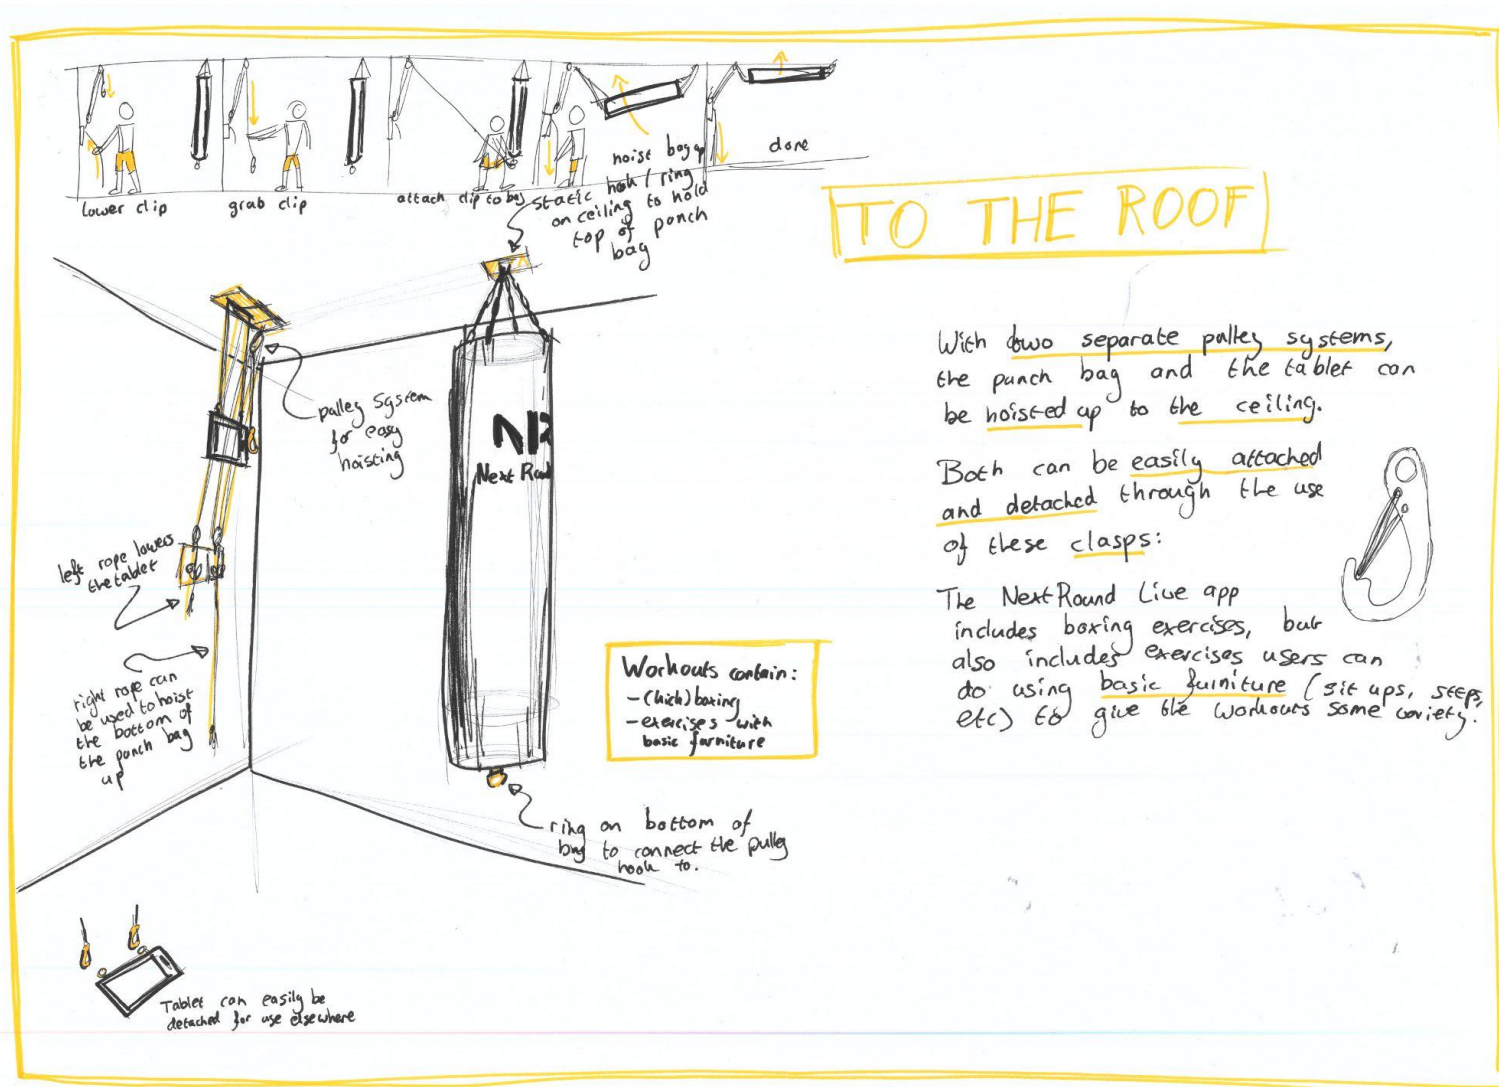 lower clip
grab clip
attach clip to bag
hoist bag up
done
static hook / ring
on ceiling to hold
top of punch
bag
TO THE ROOF
pulley system
for easy
hoisting
NR
Next Round
left rope lowers
the tablet
right rope can
be used to hoist
the bottom of
the punch bag
up
Workouts contain:
- (kick) boxing
- exercises with
basic furniture
ring on bottom of
bag to connect the pulley
hook to.
Tablet can easily be
detached for use elsewhere
With two separate pulley systems,
the punch bag and the tablet can
be hoisted up to the ceiling.
Both can be easily attached
and detached through the use
of these clasps:
The NextRound Live app
includes boxing exercises, but
also includes exercises users can
do using basic furniture (sit ups, steps,
etc) to give the workouts some variety.